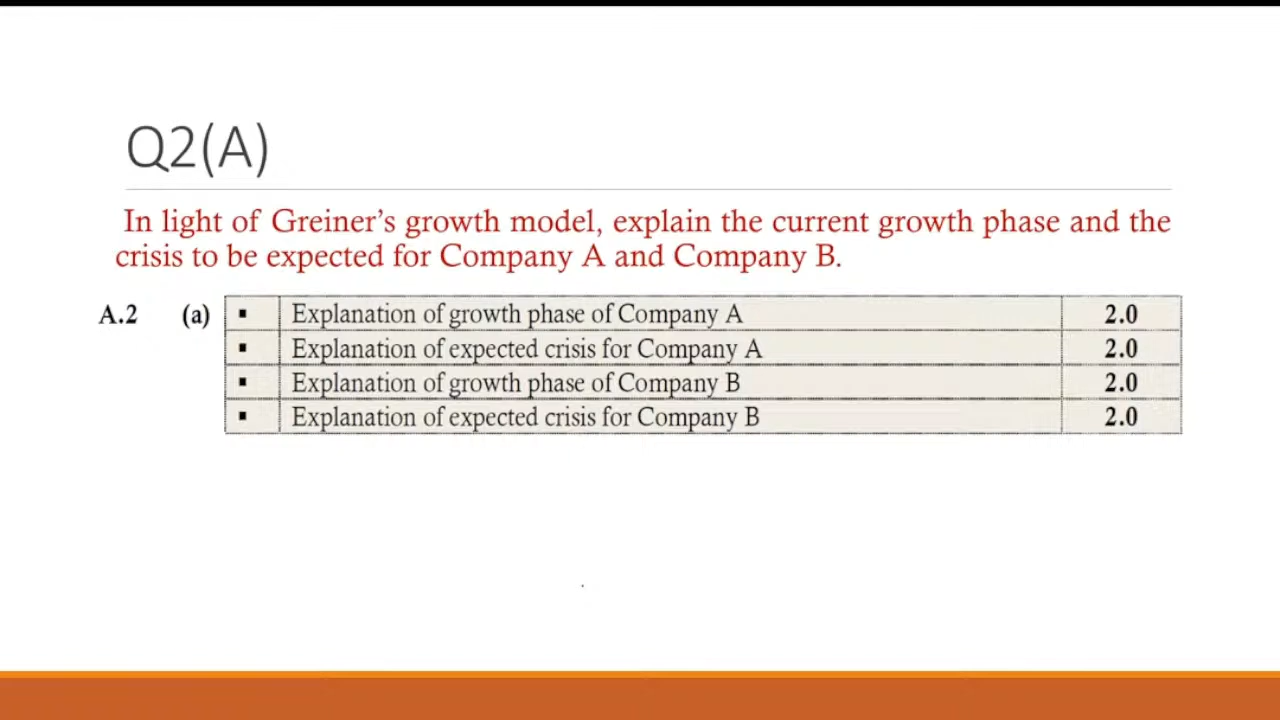 Q2(A)
In light of Greiner’s growth model, explain the current growth phase and the
crisis to be expected for Company A and Company B.
A.2 (a) ▪ Explanation of growth phase of Company A 2.0
▪ Explanation of expected crisis for Company A 2.0
▪ Explanation of growth phase of Company B 2.0
▪ Explanation of expected crisis for Company B 2.0